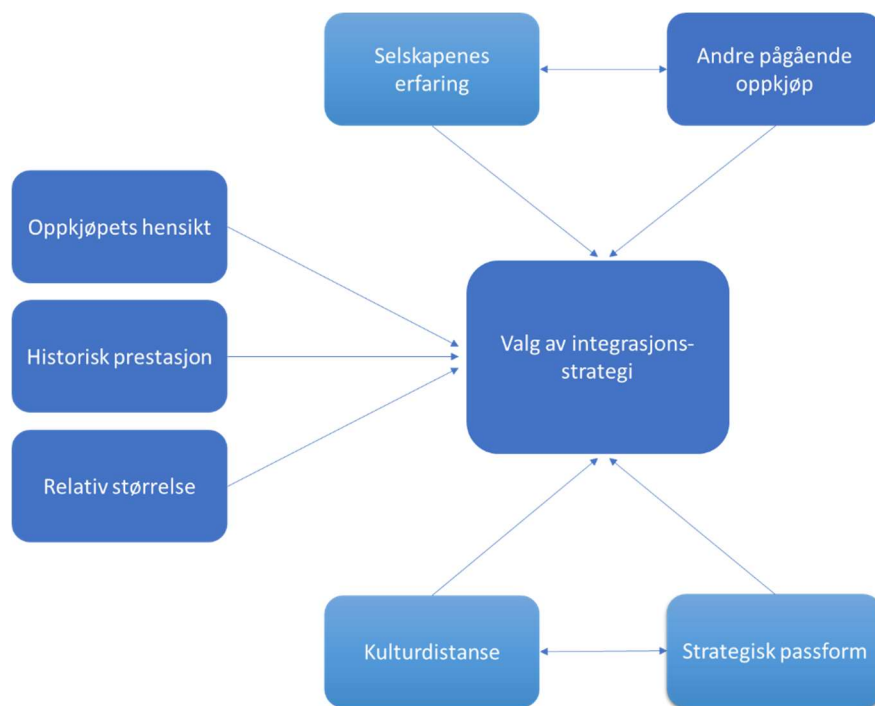 Selskapenes
erfaring
Andre pågående
oppkjøp
Oppkjøpets hensikt
Historisk prestasjon
Relativ størrelse
Valg av integrasjons-
strategi
Kulturdistanse
Strategisk passform